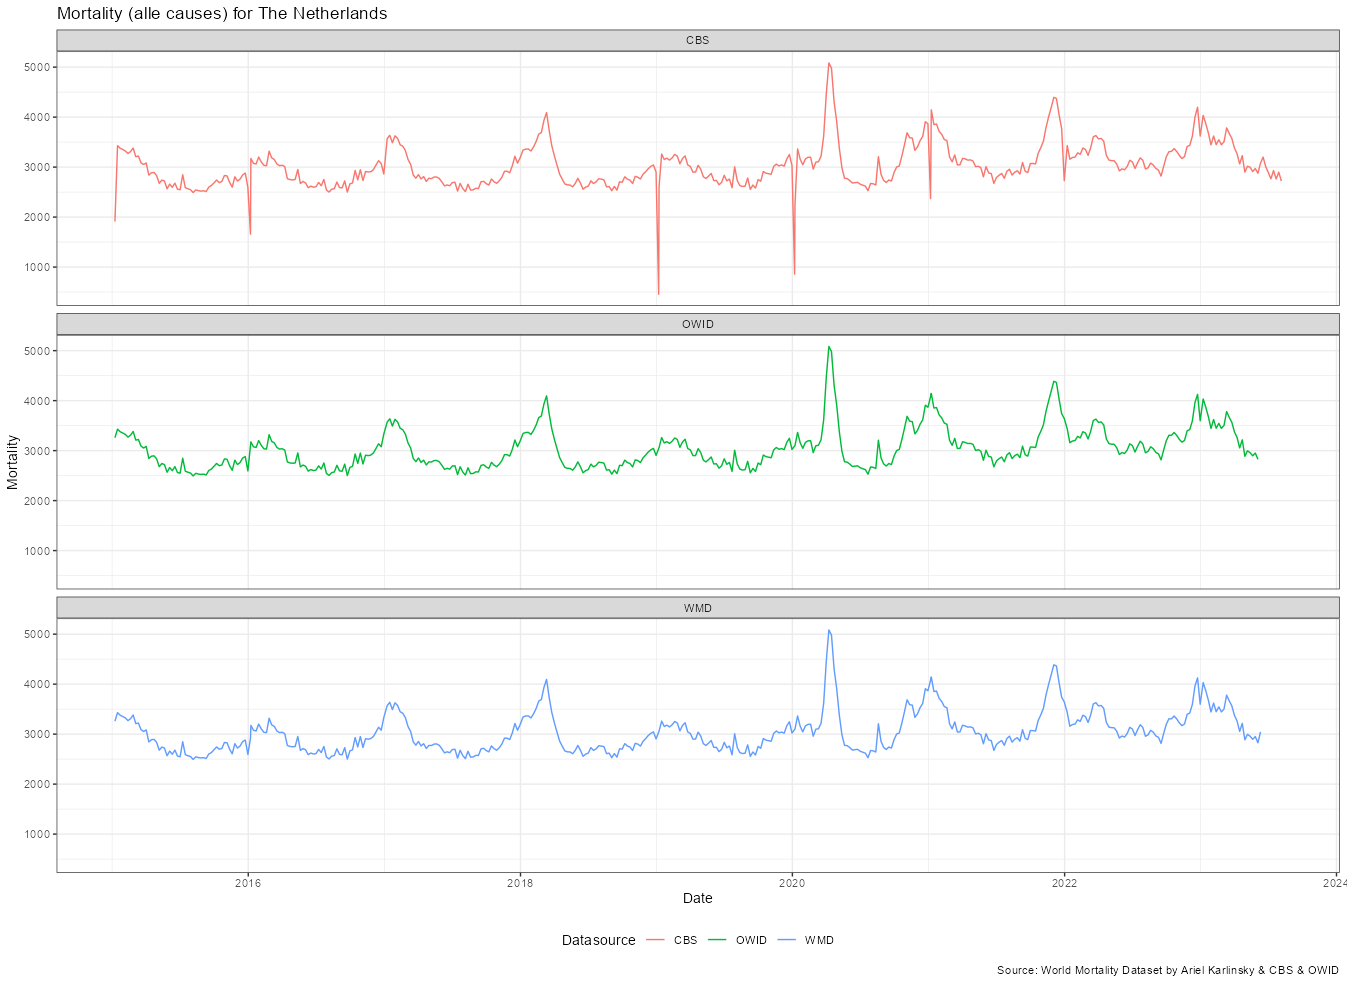 Mortality (alle causes) for The Netherlands
CBS
5000
4000
3000
2000
1000
OWID
5000
4000
3000
2000
1000
Mortality
WMD
5000
4000
3000
2000
1000
2016 2018 2020 2022 2024
Date
Datasource CBS OWID WMD
Source: World Mortality Dataset by Ariel Karlinsky & CBS & OWID